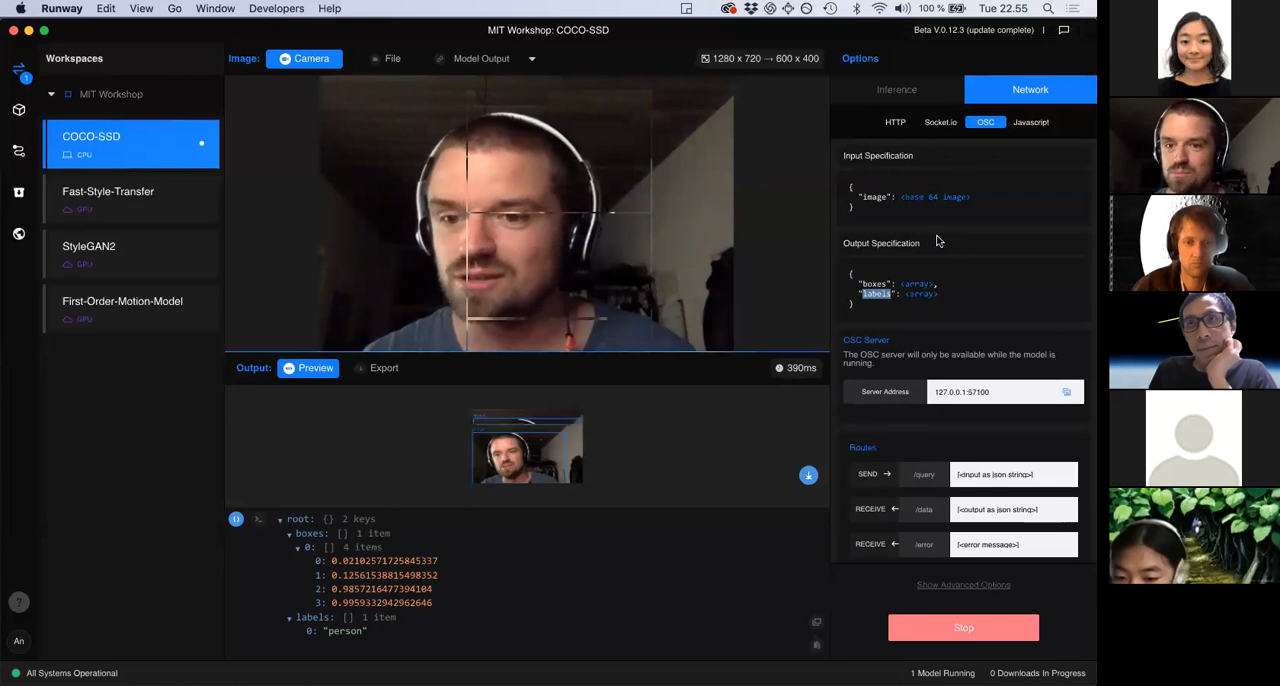 Runway Edit View Go Window Developers Help
100 % Tue 22.55
MIT Workshop: COCO-SSD
Beta V.0.12.3 (update complete)
1
Workspaces
MIT Workshop
COCO-SSD
CPU
Fast-Style-Transfer
GPU
StyleGAN2
GPU
First-Order-Motion-Model
GPU
?
An
Image: Camera File Model Output 1280 x 720 → 600 x 400
Output: Preview Export 390ms
root: {} 2 keys
boxes: [] 1 item
0: [] 4 items
0: 0.02102571725845337
1: 0.12561538815498352
2: 0.9857216477394104
3: 0.9959332942962646
labels: [] 1 item
0: "person"
Options
Inference Network
HTTP Socket.io OSC Javascript
Input Specification
{
"image": <base 64 image>
}
Output Specification
{
"boxes": <array>,
"labels": <array>
}
OSC Server
The OSC server will only be available while the model is
running.
Server Address 127.0.0.1:57100
Routes
SEND → /query [<input as json string>]
RECEIVE ← /data [<output as json string>]
RECEIVE ← /error [<error message>]
Show Advanced Options
Stop
All Systems Operational
1 Model Running 0 Downloads In Progress